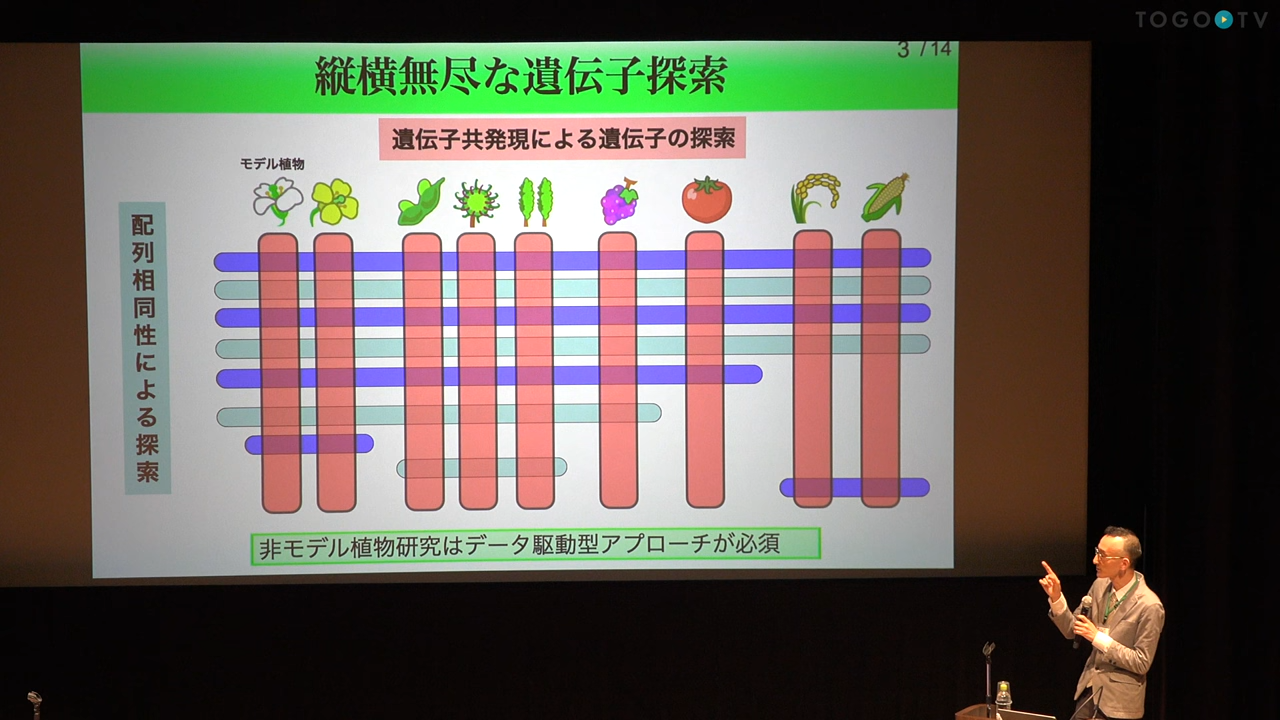 TOGO TV
3 / 14
縦横無尽な遺伝子探索
遺伝子共発現による遺伝子の探索
モデル植物
配列相同性による探索
非モデル植物研究はデータ駆動型アプローチが必須